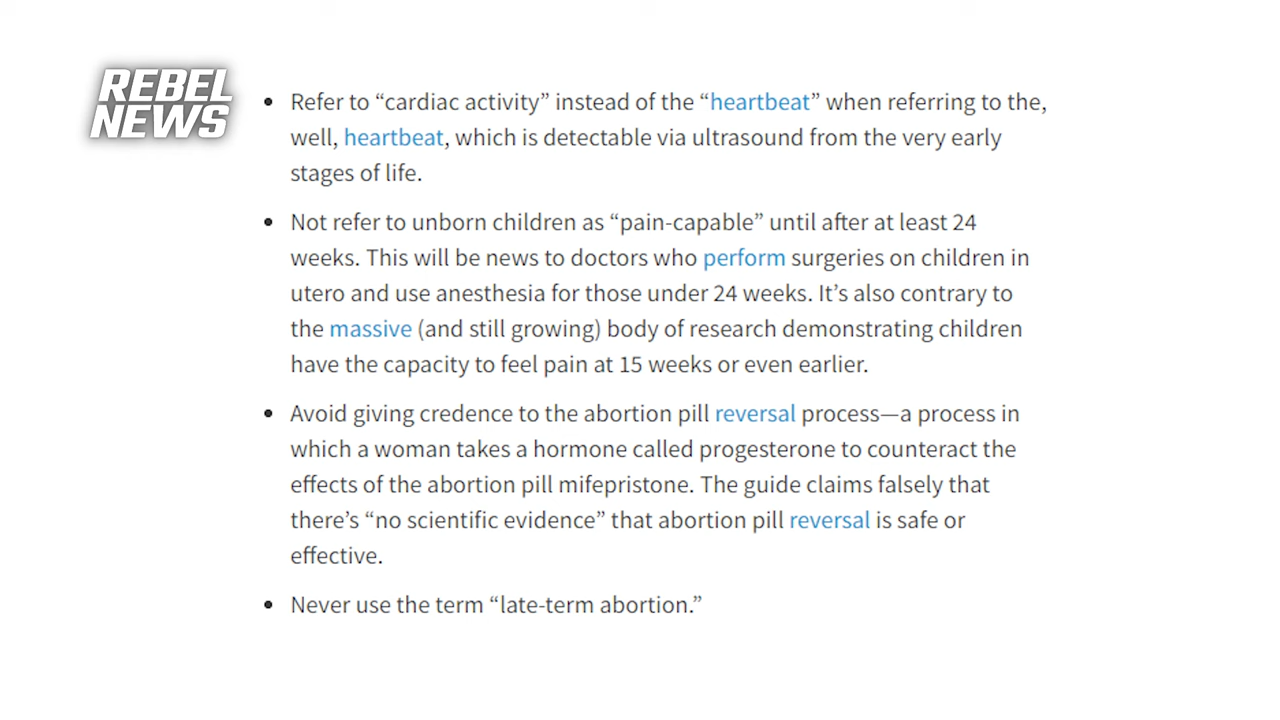 REBEL
NEWS
• Refer to “cardiac activity” instead of the “heartbeat” when referring to the,
well, heartbeat, which is detectable via ultrasound from the very early
stages of life.
• Not refer to unborn children as “pain-capable” until after at least 24
weeks. This will be news to doctors who perform surgeries on children in
utero and use anesthesia for those under 24 weeks. It’s also contrary to
the massive (and still growing) body of research demonstrating children
have the capacity to feel pain at 15 weeks or even earlier.
• Avoid giving credence to the abortion pill reversal process—a process in
which a woman takes a hormone called progesterone to counteract the
effects of the abortion pill mifepristone. The guide claims falsely that
there’s “no scientific evidence” that abortion pill reversal is safe or
effective.
• Never use the term “late-term abortion.”